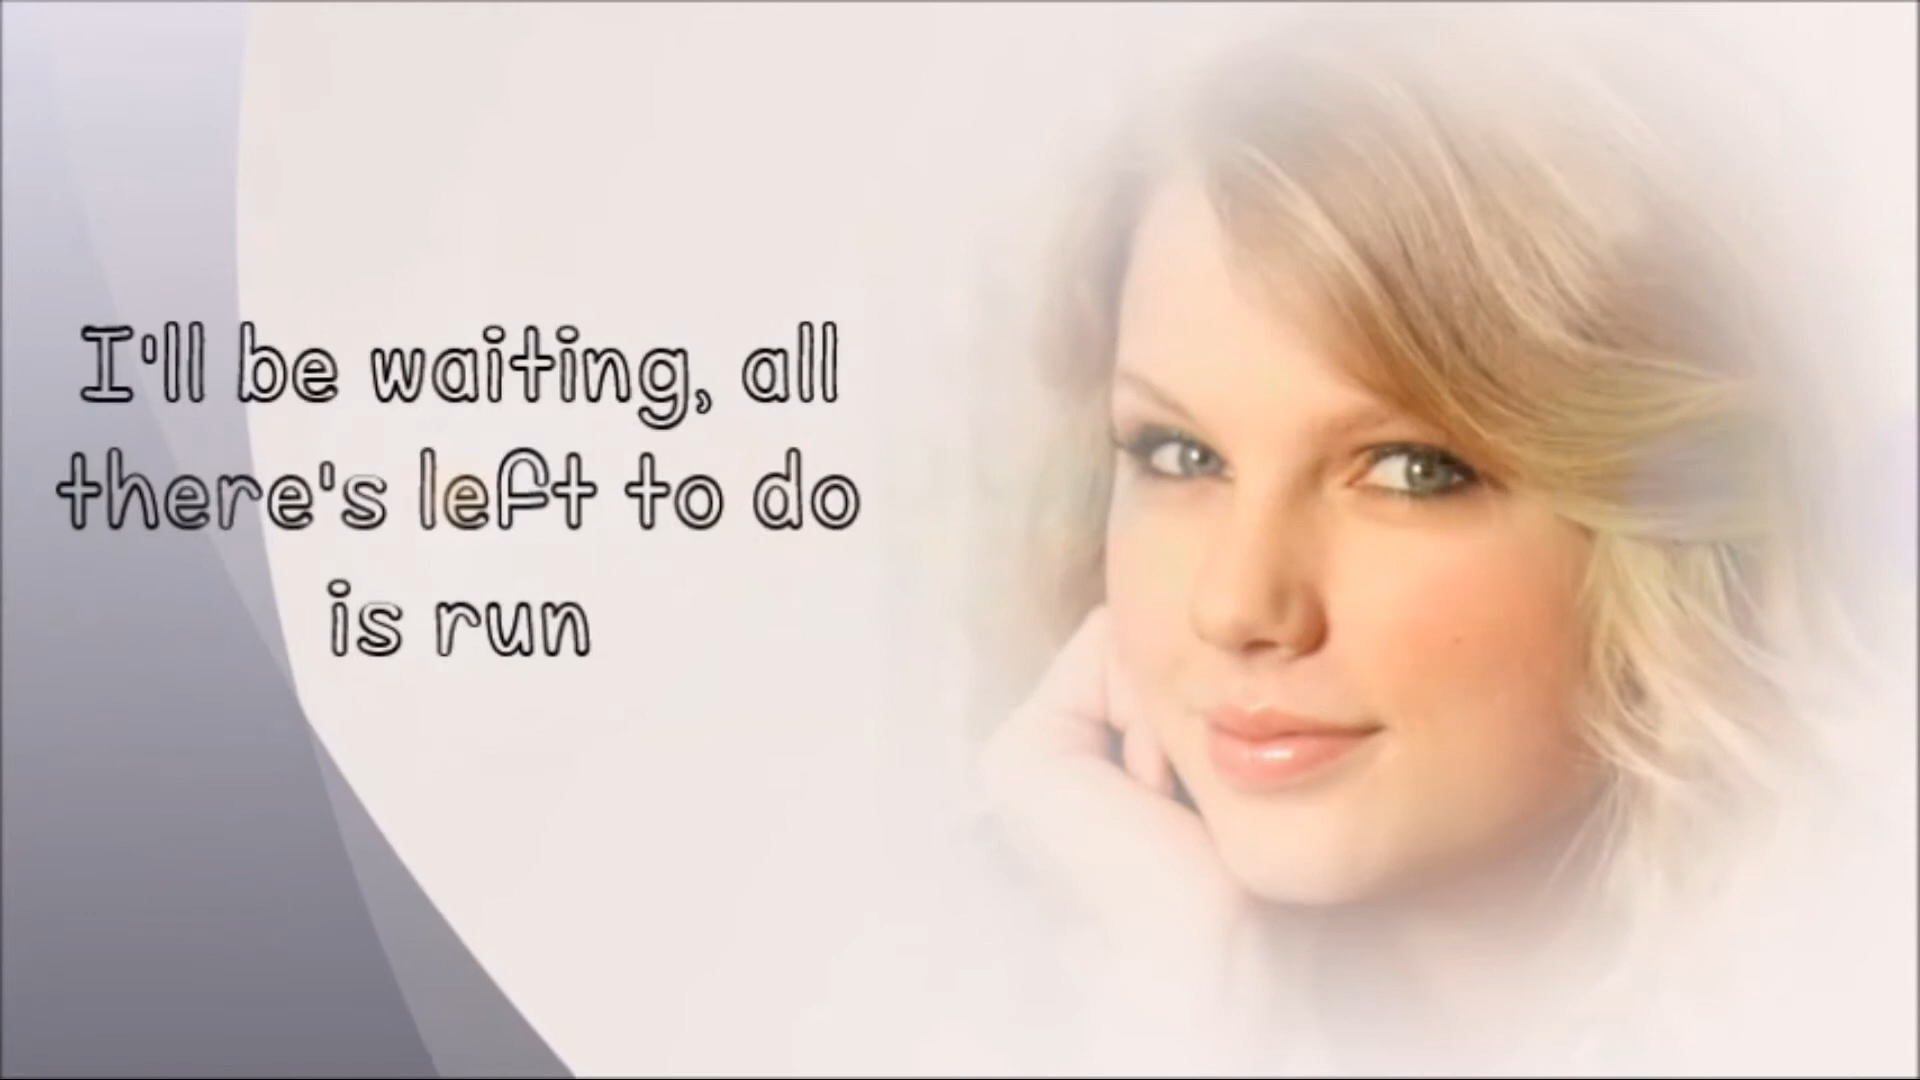 I'll be waiting, all
there's left to do
is run